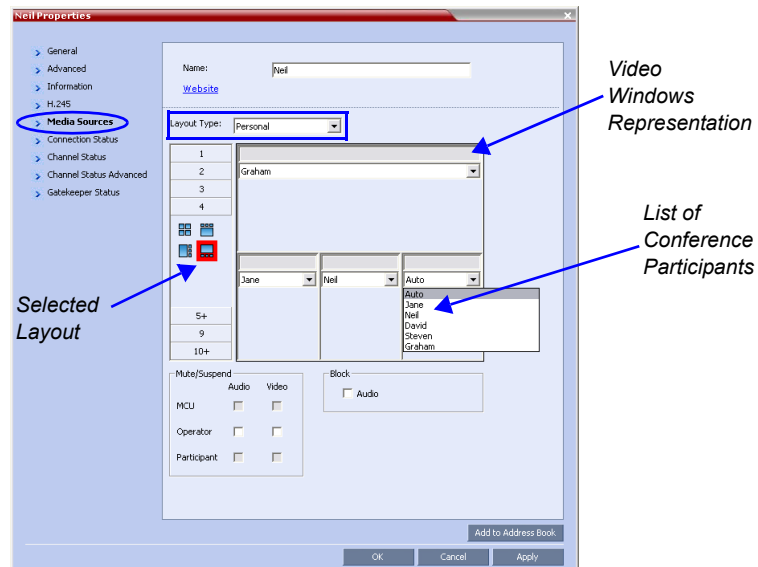 Neil Properties
General
Advanced
Information
H.245
Media Sources
Connection Status
Channel Status
Channel Status Advanced
Gatekeeper Status
Name: Neil
Website
Layout Type: Personal
1
2
3
4
5+
9
10+
Graham
Jane
Neil
Auto
Auto
Jane
Neil
David
Steven
Graham
Mute/Suspend
Audio Video
MCU
Operator
Participant
Block
Audio
Add to Address Book
OK Cancel Apply
Video
Windows
Representation
List of
Conference
Participants
Selected
Layout